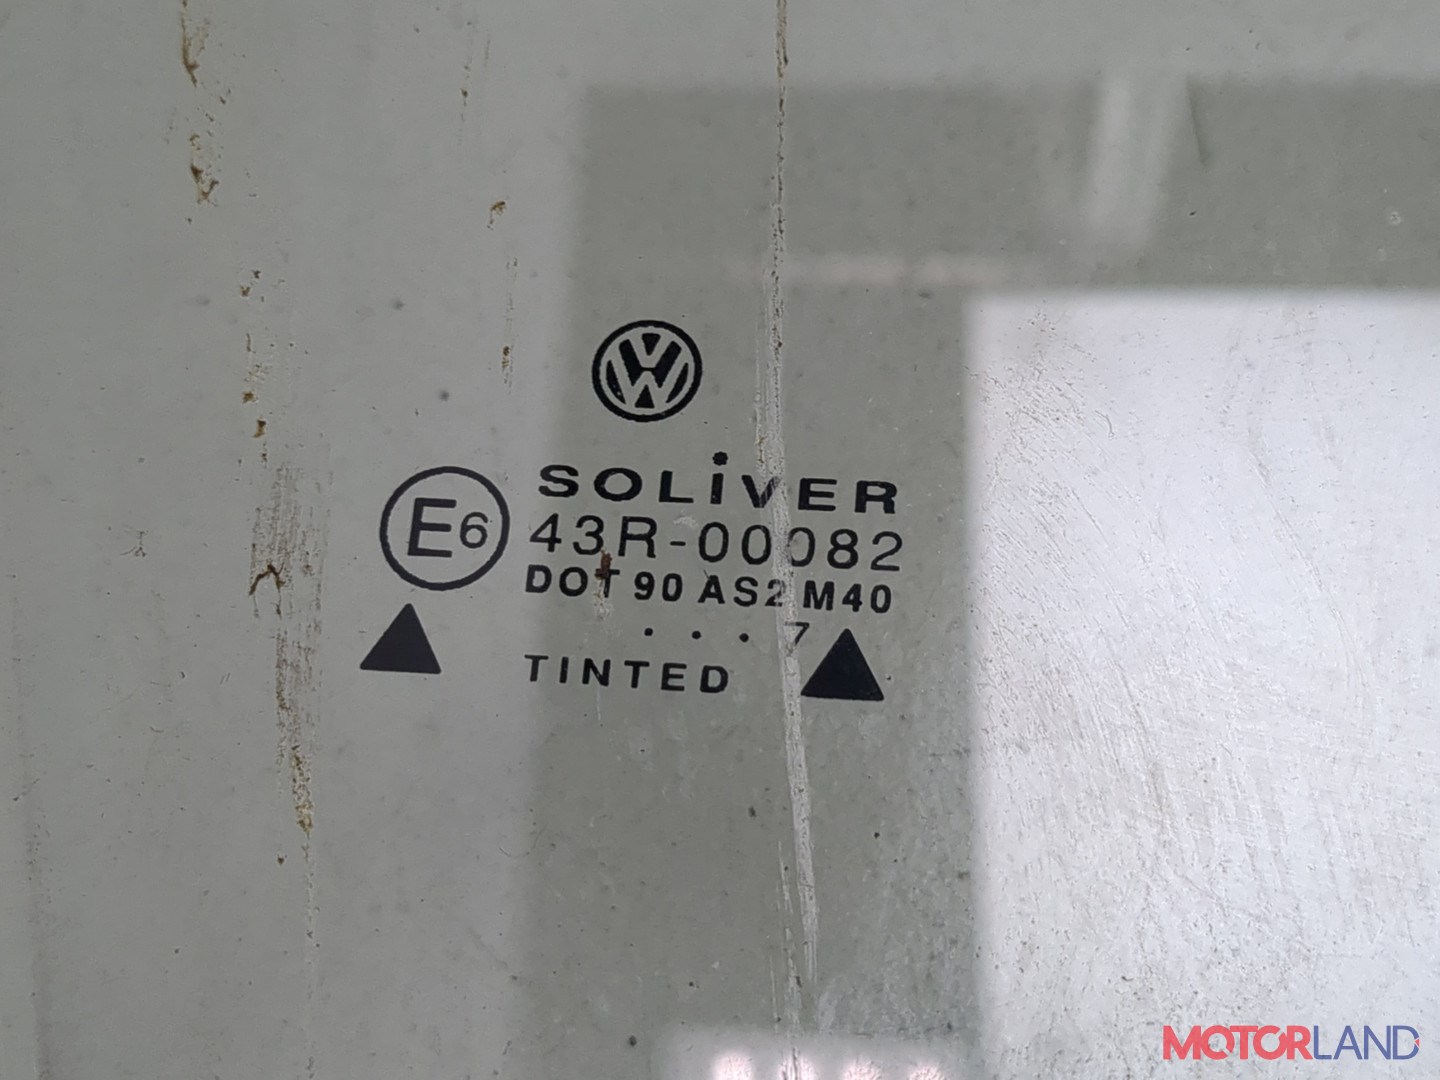 SOLiVER
E6 43R-00082
DOT 90 AS2 M40
. . . 7
TINTED
MOTORLAND